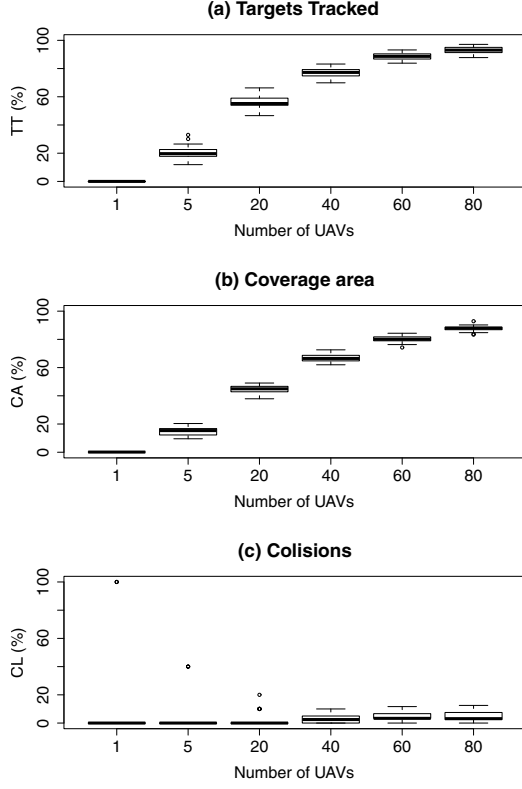 (a) Targets Tracked
TT (%)
100
60
20
0
1 5 20 40 60 80
Number of UAVs
(b) Coverage area
CA (%)
100
60
20
0
1 5 20 40 60 80
Number of UAVs
(c) Colisions
CL (%)
100
60
20
0
1 5 20 40 60 80
Number of UAVs